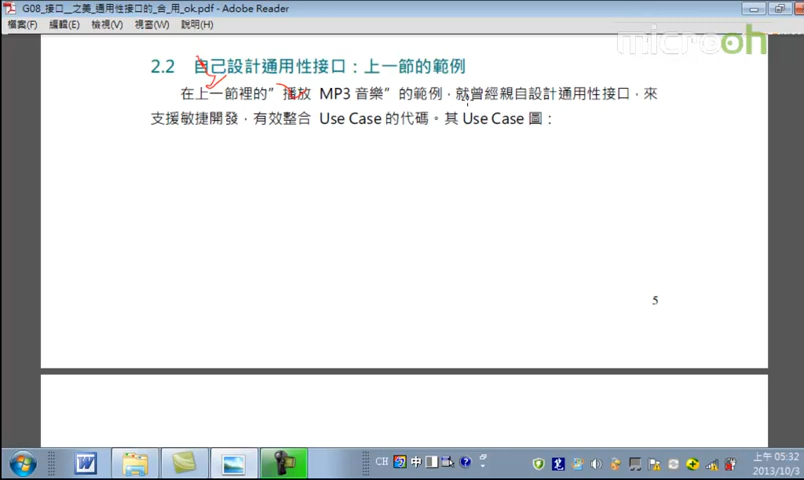 G08_接口__之美_通用性接口的_合_用_ok.pdf - Adobe Reader
檔案(F) 編輯(E) 檢視(V) 視窗(W) 說明(H)
microoh
2.2 自己設計通用性接口：上一節的範例
在上一節裡的”播放 MP3 音樂”的範例，就曾經親自設計通用性接口，來
支援敏捷開發，有效整合 Use Case 的代碼。其 Use Case 圖：
5
CH 中
上午 05:32
2013/10/3